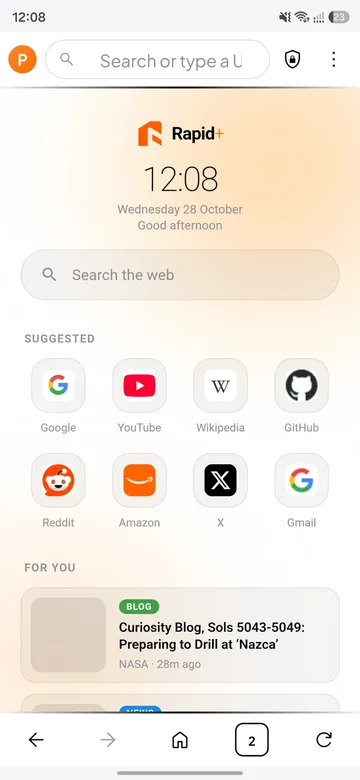 12:08
23
P
Search or type a U
Rapid+
12:08
Wednesday 28 October
Good afternoon
Search the web
SUGGESTED
Google
YouTube
W
Wikipedia
GitHub
Reddit
Amazon
X
Gmail
FOR YOU
BLOG
Curiosity Blog, Sols 5043-5049:
Preparing to Drill at ‘Nazca’
NASA · 28m ago
NEWS
2